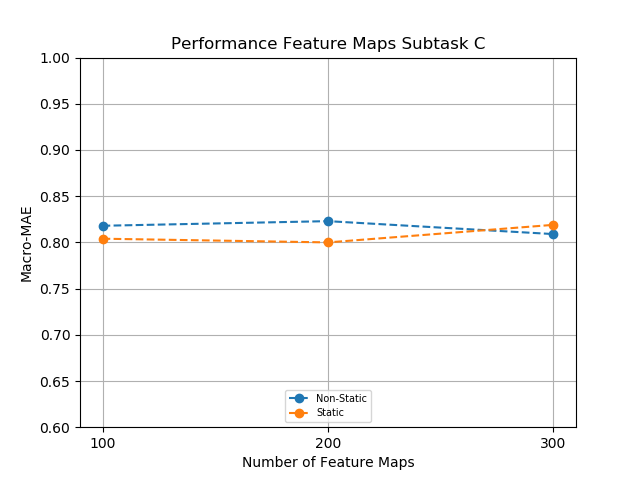 Performance Feature Maps Subtask C
1.00
0.95
0.90
0.85
0.80
0.75
0.70
0.65
0.60
Macro-MAE
Non-Static
Static
100 200 300
Number of Feature Maps